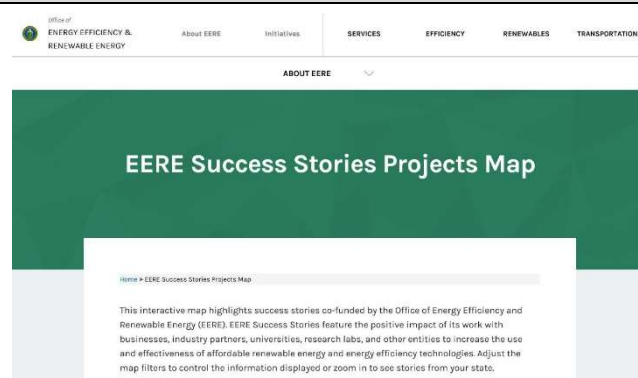 Office of
ENERGY EFFICIENCY &
RENEWABLE ENERGY
About EERE
Initiatives
SERVICES
EFFICIENCY
RENEWABLES
TRANSPORTATION
ABOUT EERE
EERE Success Stories Projects Map
Home » EERE Success Stories Projects Map
This interactive map highlights success stories co-funded by the Office of Energy Efficiency and
Renewable Energy (EERE). EERE Success Stories feature the positive impact of its work with
businesses, industry partners, universities, research labs, and other entities to increase the use
and effectiveness of affordable renewable energy and energy efficiency technologies. Adjust the
map filters to control the information displayed or zoom in to see stories from your state.